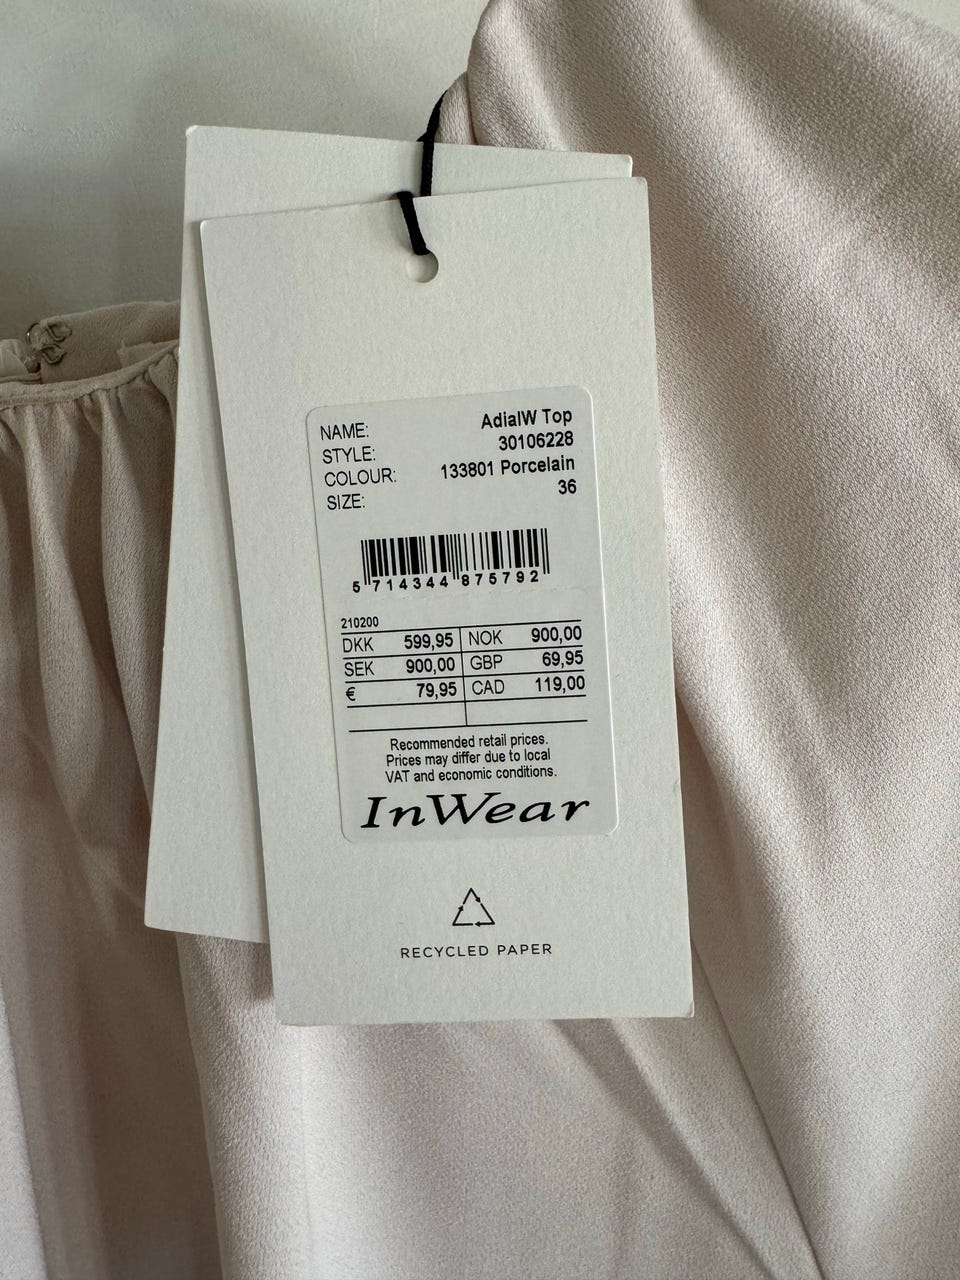 NAME: AdialW Top
STYLE: 30106228
COLOUR: 133801 Porcelain
SIZE: 36
5 714344 875792
210200
DKK 599,95 NOK 900,00
SEK 900,00 GBP 69,95
€ 79,95 CAD 119,00
Recommended retail prices.
Prices may differ due to local
VAT and economic conditions.
InWear
RECYCLED PAPER